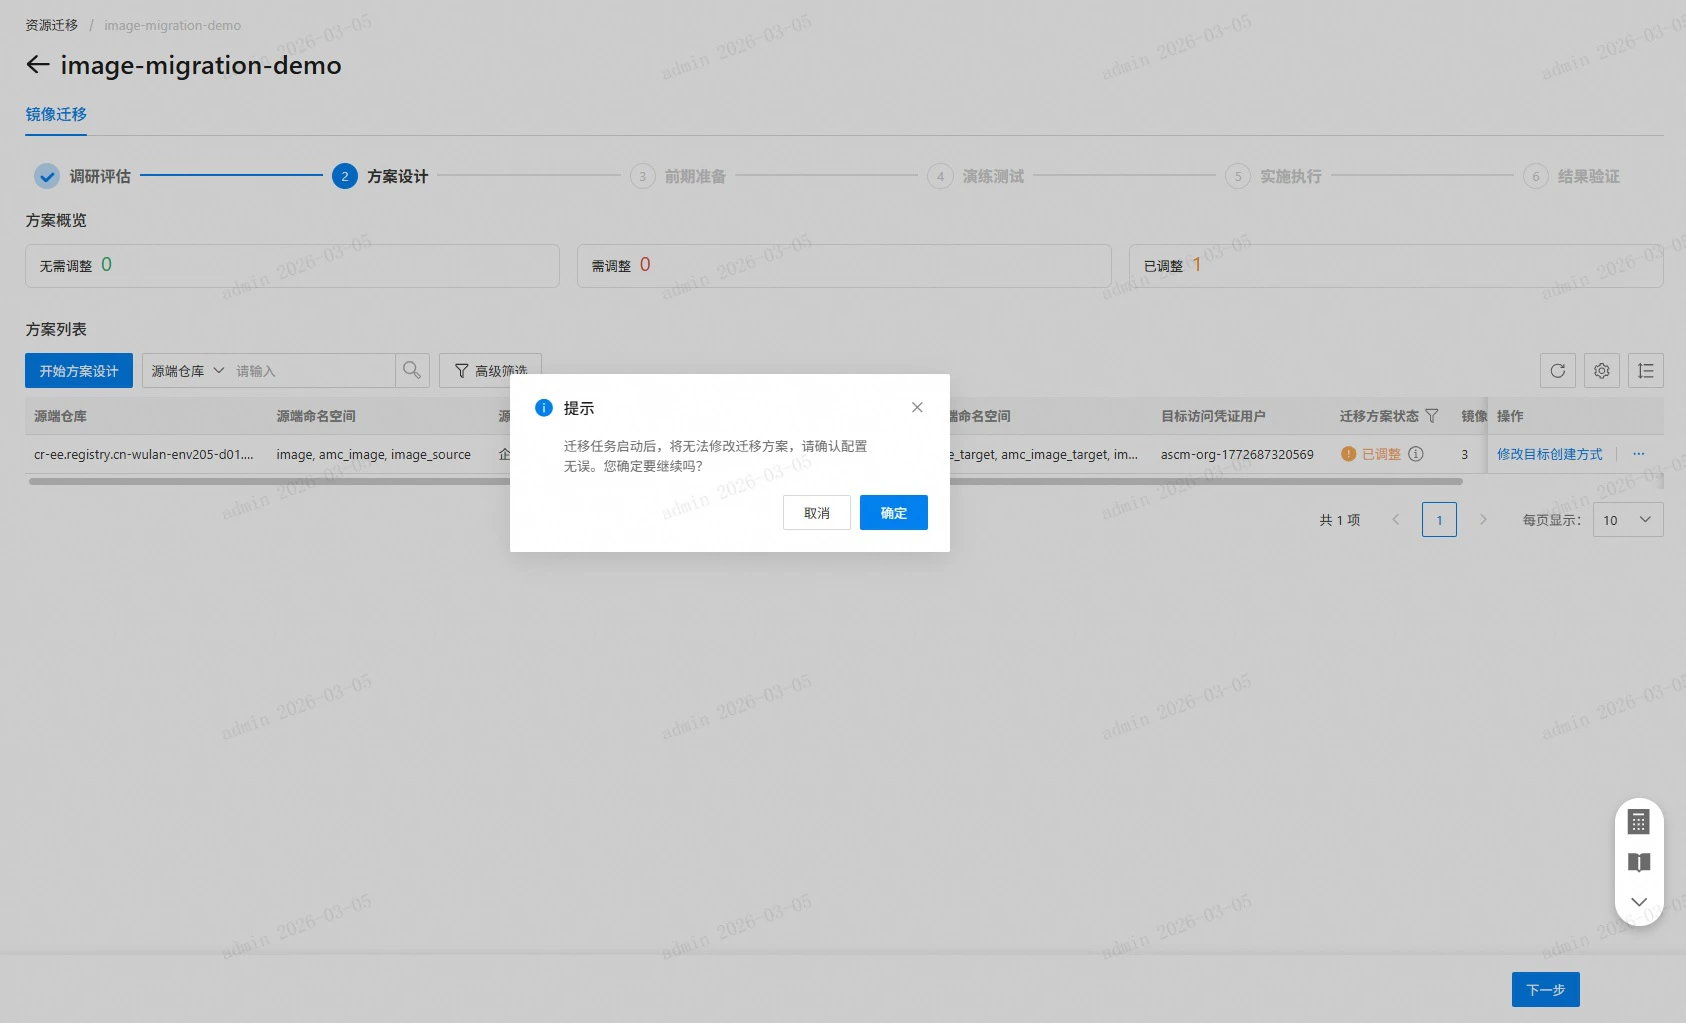 资源迁移 / image-migration-demo
image-migration-demo
镜像迁移
调研评估
2 方案设计
3 前期准备
4 演练测试
5 实施执行
6 结果验证
方案概览
无需调整 0
需调整 0
已调整 1
方案列表
开始方案设计
源端仓库 请输入
高级筛选
源端仓库 源端命名空间 源 端命名空间 目标访问凭证用户 迁移方案状态 镜像 操作
cr-ee.registry.cn-wulan-env205-d01.... image, amc_image, image_source 企 e_target, amc_image_target, im... ascm-org-1772687320569 已调整 3 修改目标创建方式 ...
提示
迁移任务启动后，将无法修改迁移方案，请确认配置
无误。您确定要继续吗？
取消 确定
共 1 项 1 每页显示： 10
下一步
admin 2026-03-05